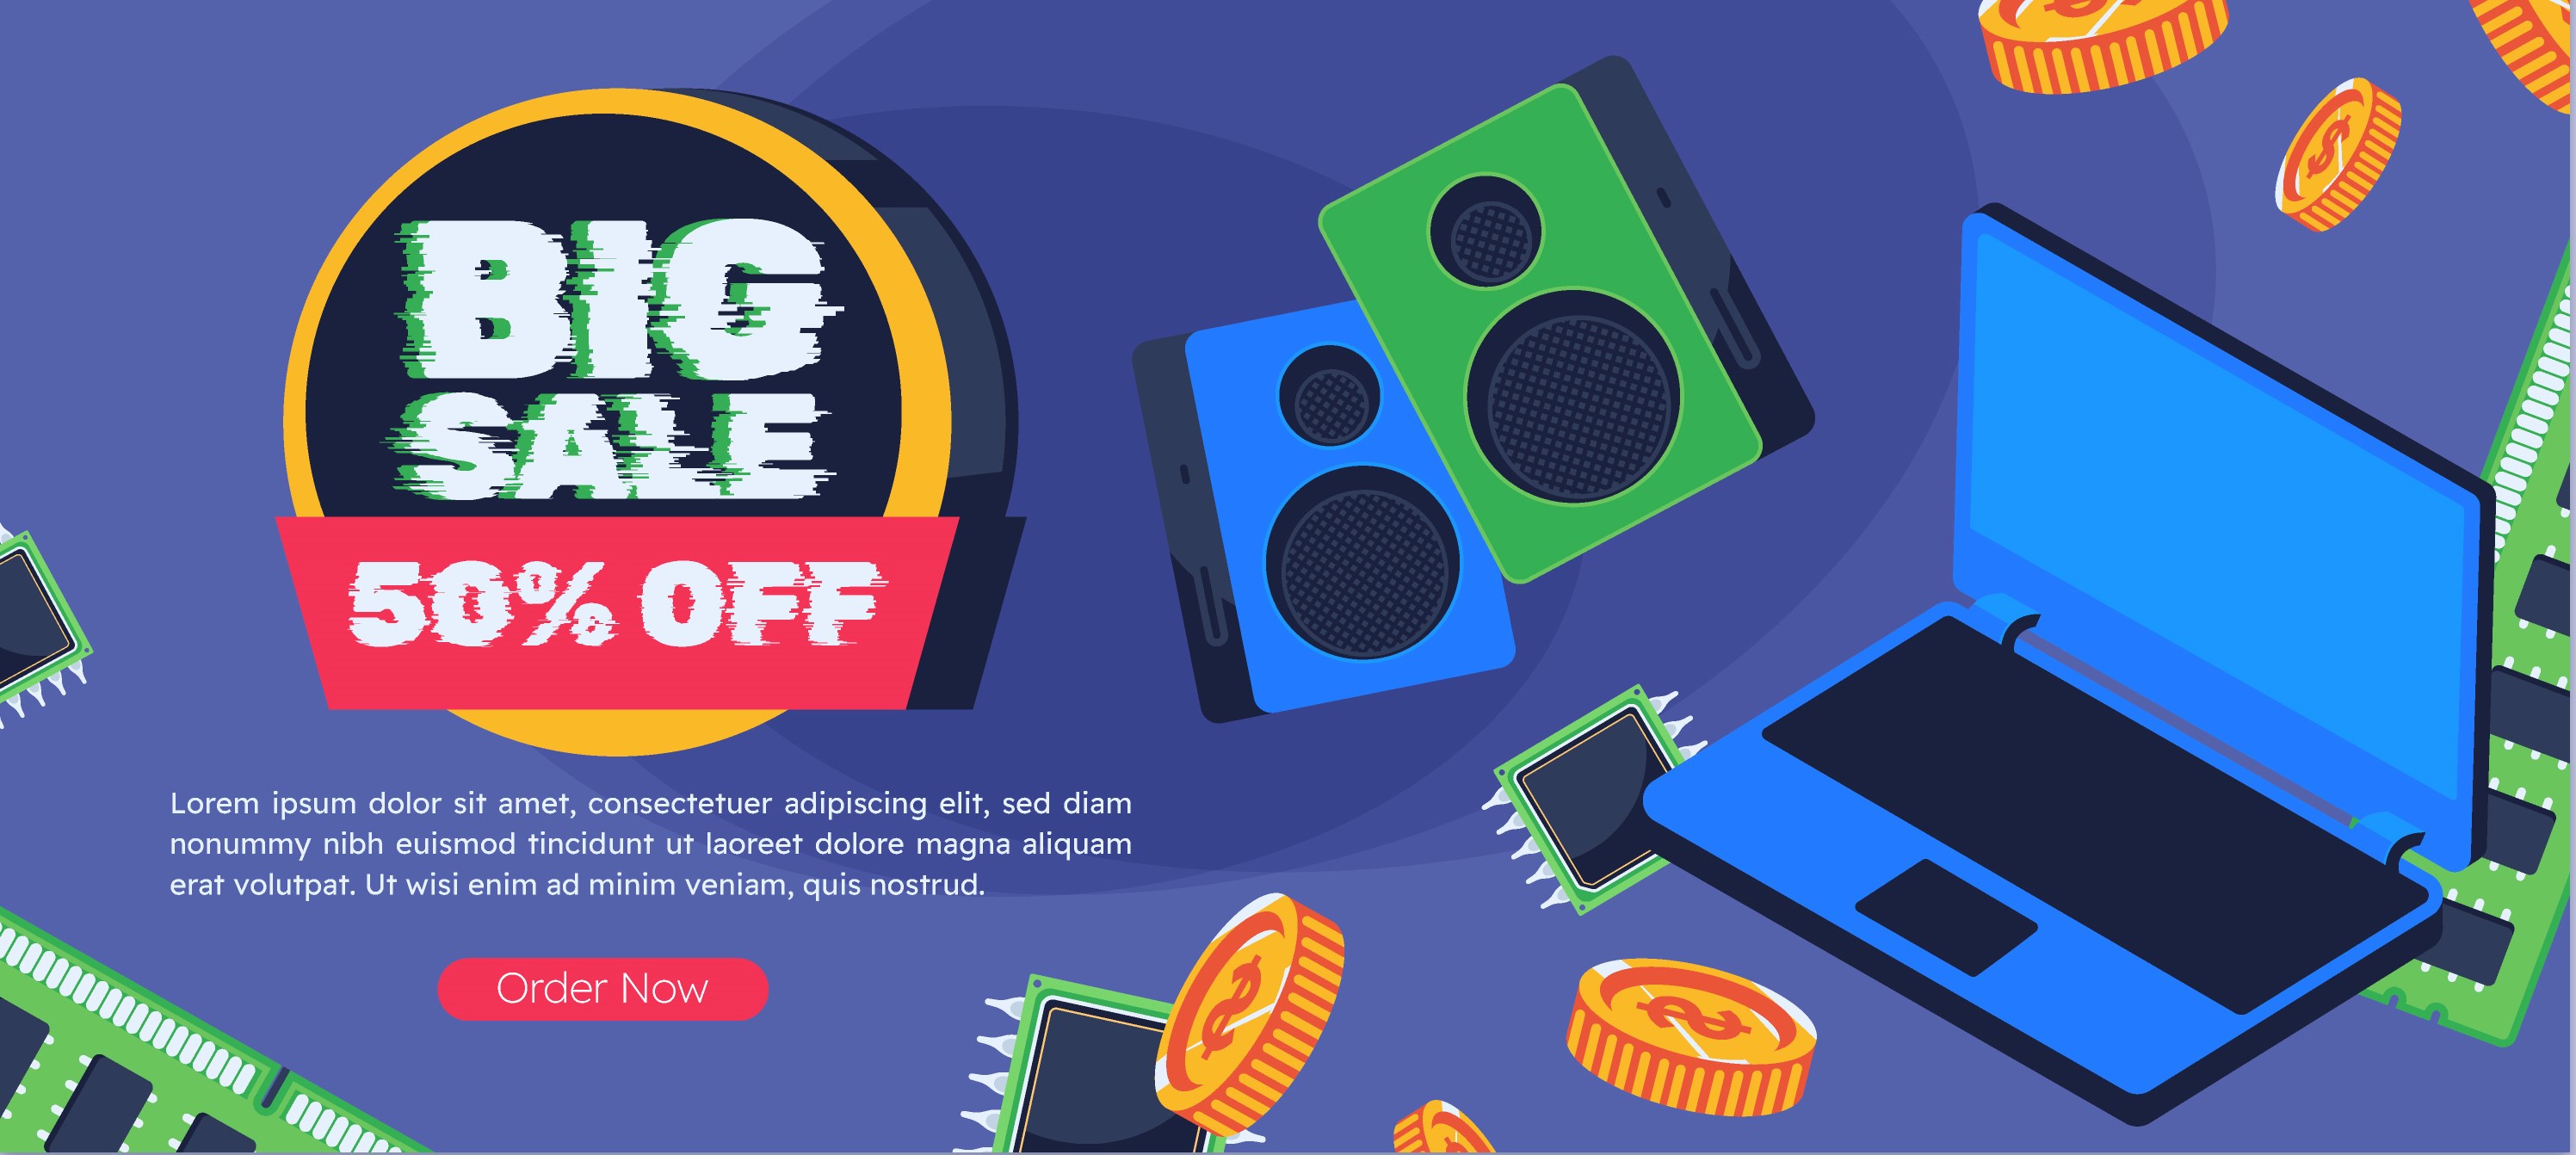 BIG
SALE
50% OFF
Lorem ipsum dolor sit amet, consectetuer adipiscing elit, sed diam
nonummy nibh euismod tincidunt ut laoreet dolore magna aliquam
erat volutpat. Ut wisi enim ad minim veniam, quis nostrud.
Order Now